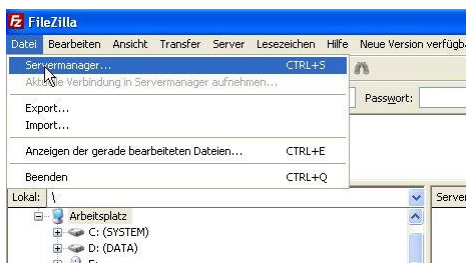 FileZilla
Datei Bearbeiten Ansicht Transfer Server Lesezeichen Hilfe Neue Version verfügb
Servermanager... CTRL+S
Aktuelle Verbindung in Servermanager aufnehmen...
Passwort:
Export...
Import...
Anzeigen der gerade bearbeiteten Dateien... CTRL+E
Beenden CTRL+Q
Lokal: \ Server
Arbeitsplatz
C: (SYSTEM)
D: (DATA)